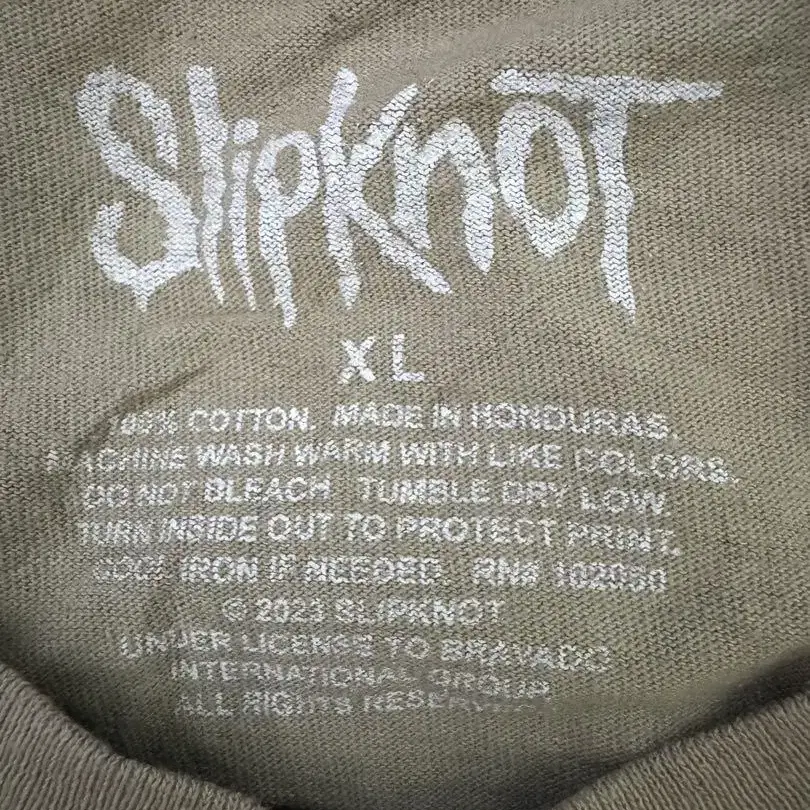 SlipknoT
XL
100% COTTON. MADE IN HONDURAS.
MACHINE WASH WARM WITH LIKE COLORS.
DO NOT BLEACH TUMBLE DRY LOW
TURN INSIDE OUT TO PROTECT PRINT.
COOL IRON IF NEEDED. RN#
© 2023 SLIPKNOT
UNDER LICENSE TO BRAVADO
INTERNATIONAL GROUP
ALL RIGHTS RESERVED